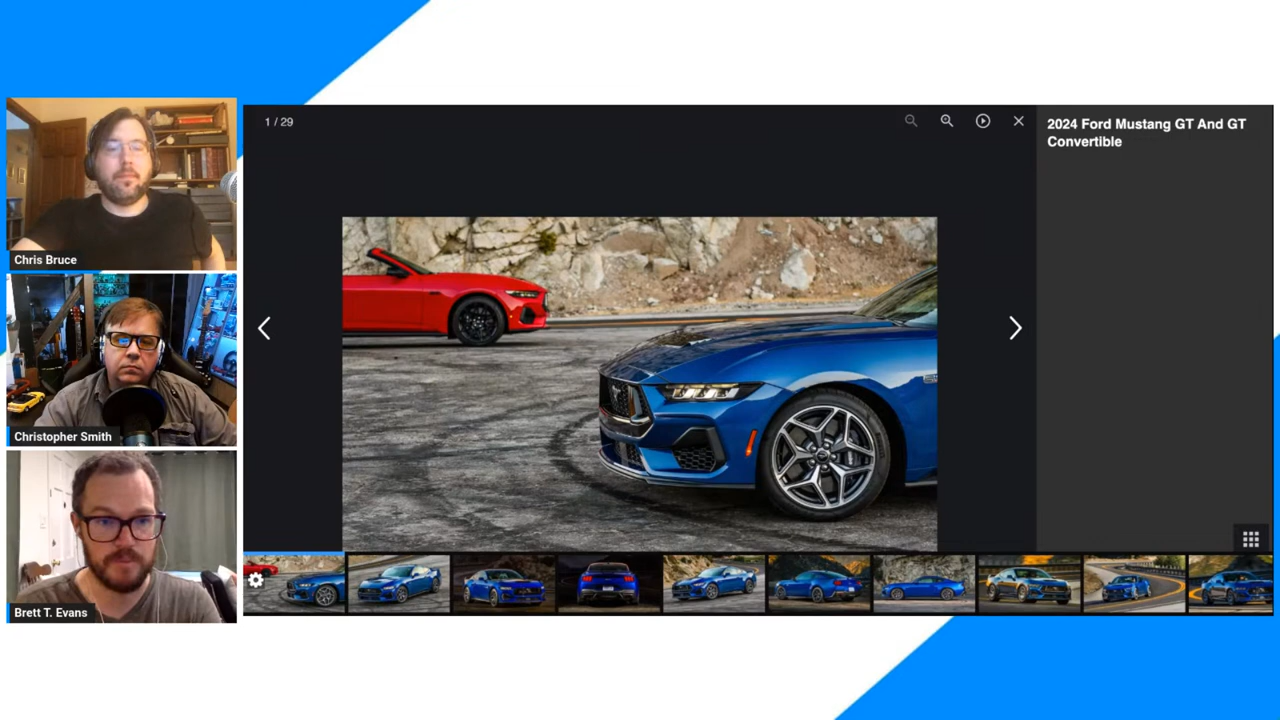 1 / 29
2024 Ford Mustang GT And GT
Convertible
Chris Bruce
Christopher Smith
Brett T. Evans